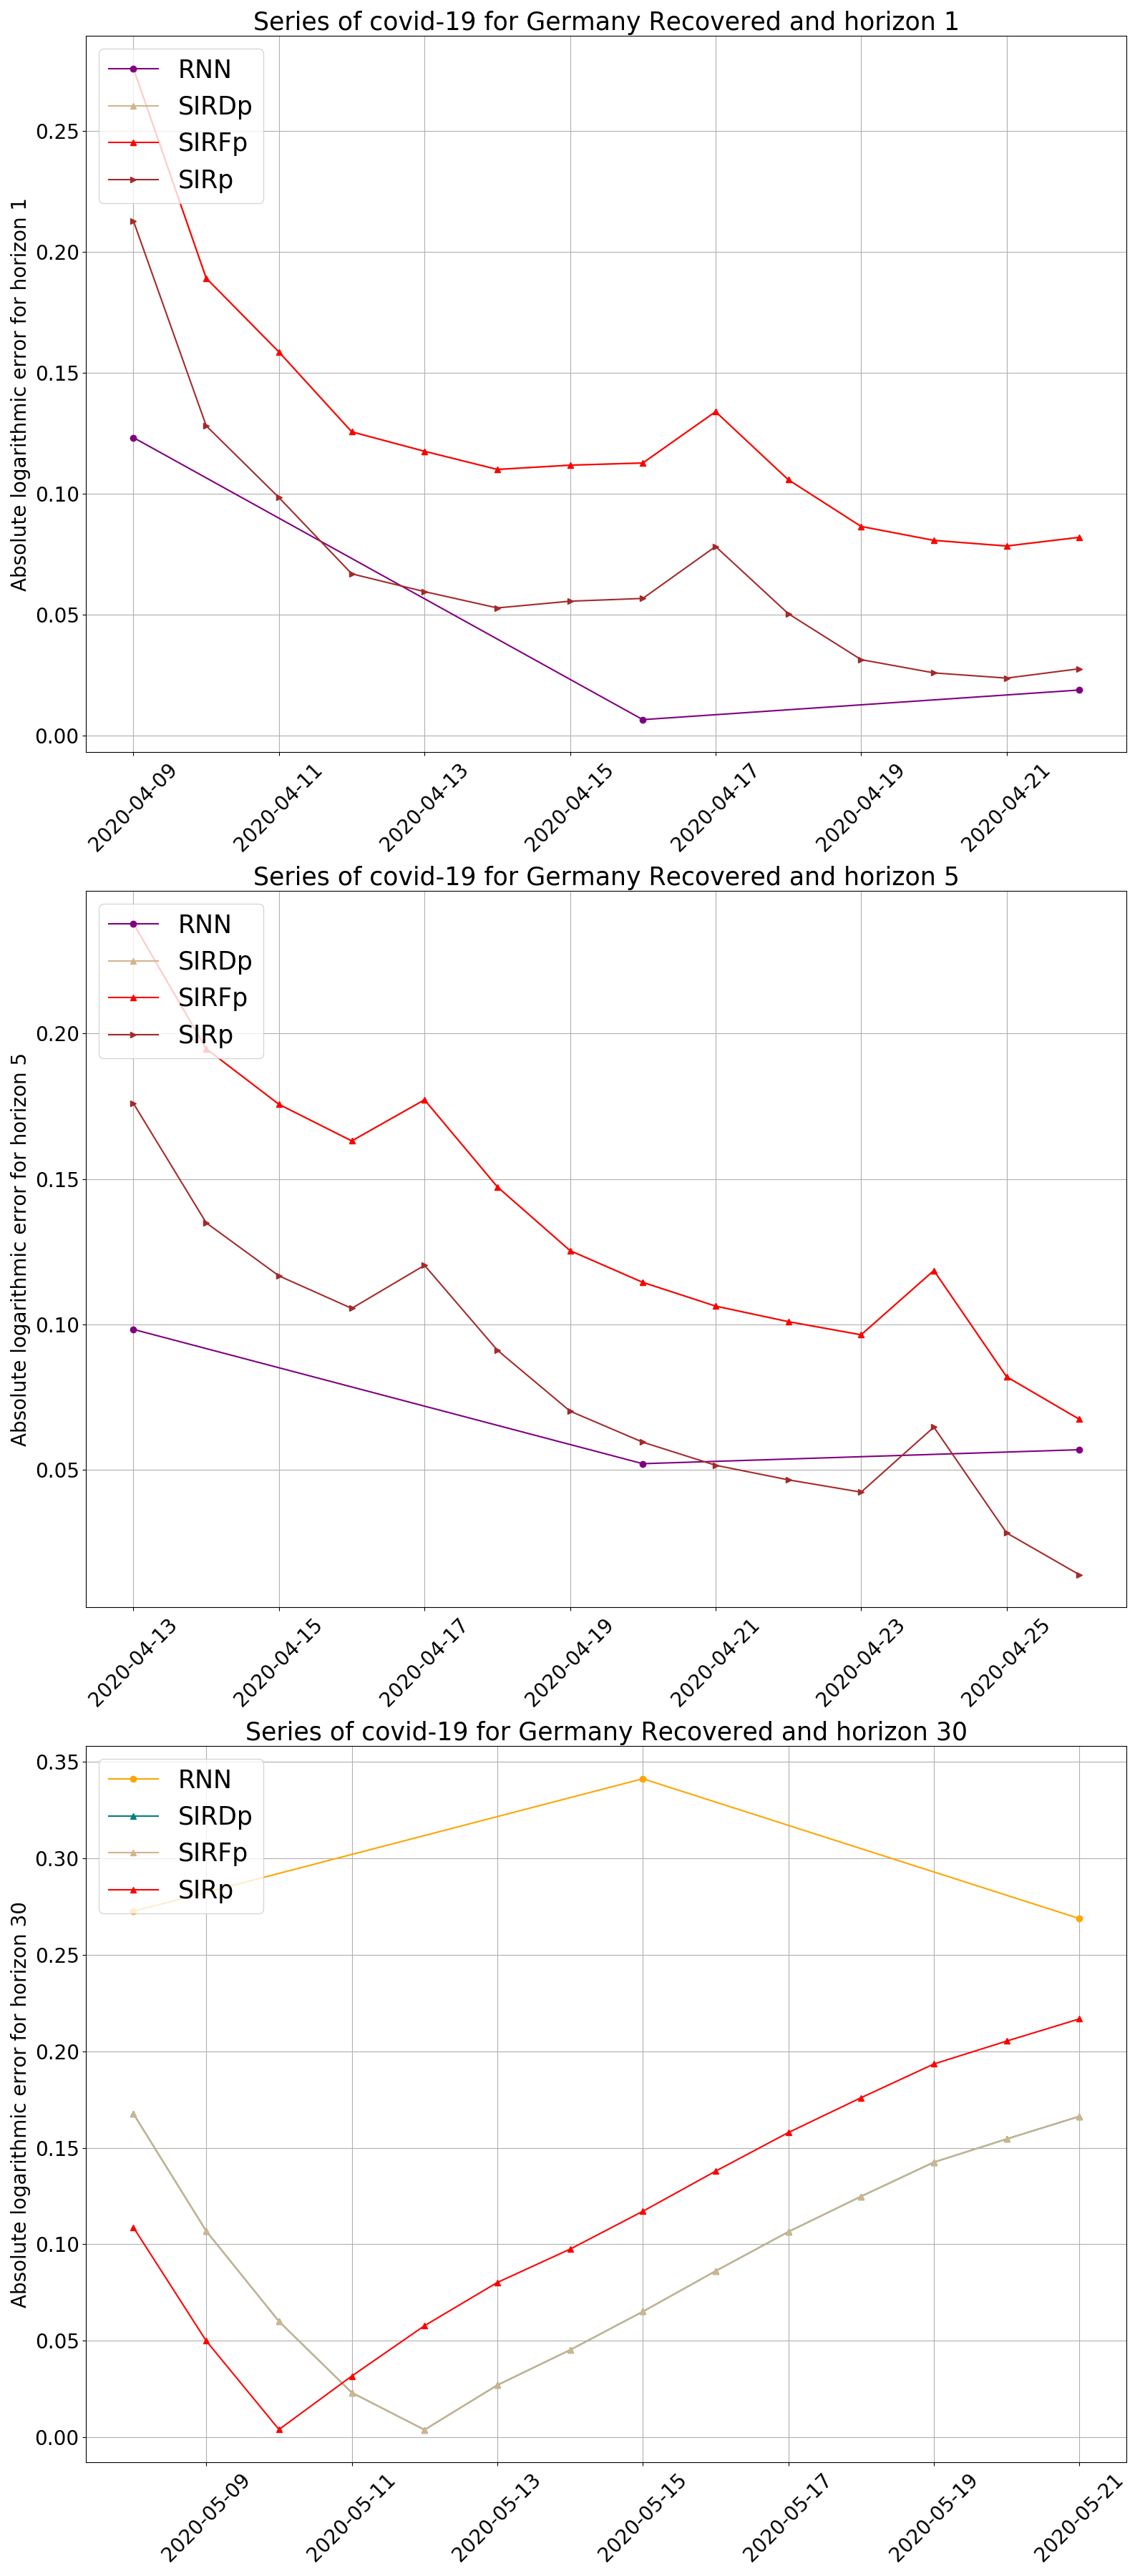 Series of covid-19 for Germany Recovered and horizon 1
RNN
SIRDp
SIRFp
SIRp
Absolute logarithmic error for horizon 1
0.25
0.20
0.15
0.10
0.05
0.00
2020-04-09
2020-04-11
2020-04-13
2020-04-15
2020-04-17
2020-04-19
2020-04-21
Series of covid-19 for Germany Recovered and horizon 5
RNN
SIRDp
SIRFp
SIRp
Absolute logarithmic error for horizon 5
0.20
0.15
0.10
0.05
2020-04-13
2020-04-15
2020-04-17
2020-04-19
2020-04-21
2020-04-23
2020-04-25
Series of covid-19 for Germany Recovered and horizon 30
RNN
SIRDp
SIRFp
SIRp
Absolute logarithmic error for horizon 30
0.35
0.30
0.25
0.20
0.15
0.10
0.05
0.00
2020-05-09
2020-05-11
2020-05-13
2020-05-15
2020-05-17
2020-05-19
2020-05-21